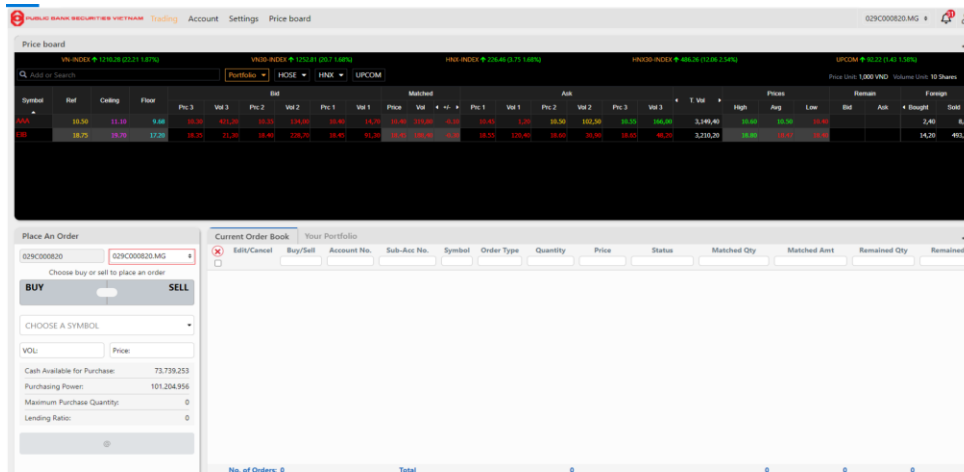 PUBLIC BANK SECURITIES VIETNAM Trading Account Settings Price board 029C000820.MG
Price board
VN-INDEX 1210.28 (22.21 1.87%) VN30-INDEX 1252.81 (20.7 1.68%) HNX-INDEX 226.46 (3.75 1.68%) HNX30-INDEX 486.26 (12.06 2.54%) UPCOM 92.22 (1.43 1.58%)
Add or Search Portfolio HOSE HNX UPCOM Price Unit: 1,000 VND Volume Unit: 10 Shares
Symbol Ref Ceiling Floor Bid Matched Ask T. Vol Prices Remain Foreign
Prc 3 Vol 3 Prc 2 Vol 2 Prc 1 Vol 1 Price Vol +/- Prc 1 Vol 1 Prc 2 Vol 2 Prc 3 Vol 3 High Avg Low Bid Ask Bought Sold
AAA 10.50 11.10 9.68 10.50 102,50 10.55 166,00 3,149,40 10.60 10.50 2,40
18.75 19.70 17.20 3,210,20 18.80 14,20 493,
Place An Order
029C000820 029C000820.MG
Choose buy or sell to place an order
BUY SELL
CHOOSE A SYMBOL
VOL: Price:
Cash Available for Purchase: 73.739.253
Purchasing Power: 101.204.956
Maximum Purchase Quantity: 0
Lending Ratio: 0
Current Order Book Your Portfolio
Edit/Cancel Buy/Sell Account No. Sub-Acc No. Symbol Order Type Quantity Price Status Matched Qty Matched Amt Remained Qty Remained
No. of Orders: 0 Total 0 0 0 0